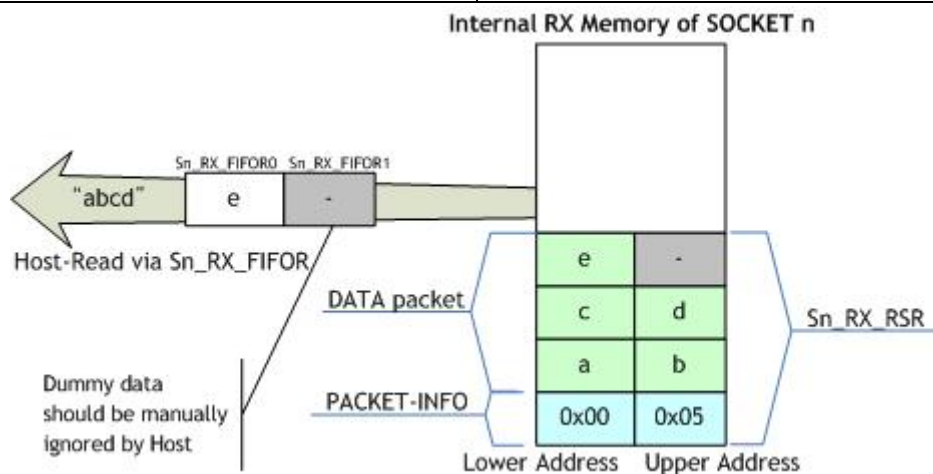 Internal RX Memory of SOCKET n
Sn_RX_FIFOR0 Sn_RX_FIFOR1
"abcd" e -
Host-Read via Sn_RX_FIFOR
e -
DATA packet
c d
Sn_RX_RSR
a b
PACKET-INFO
0x00 0x05
Dummy data
should be manually
ignored by Host
Lower Address Upper Address